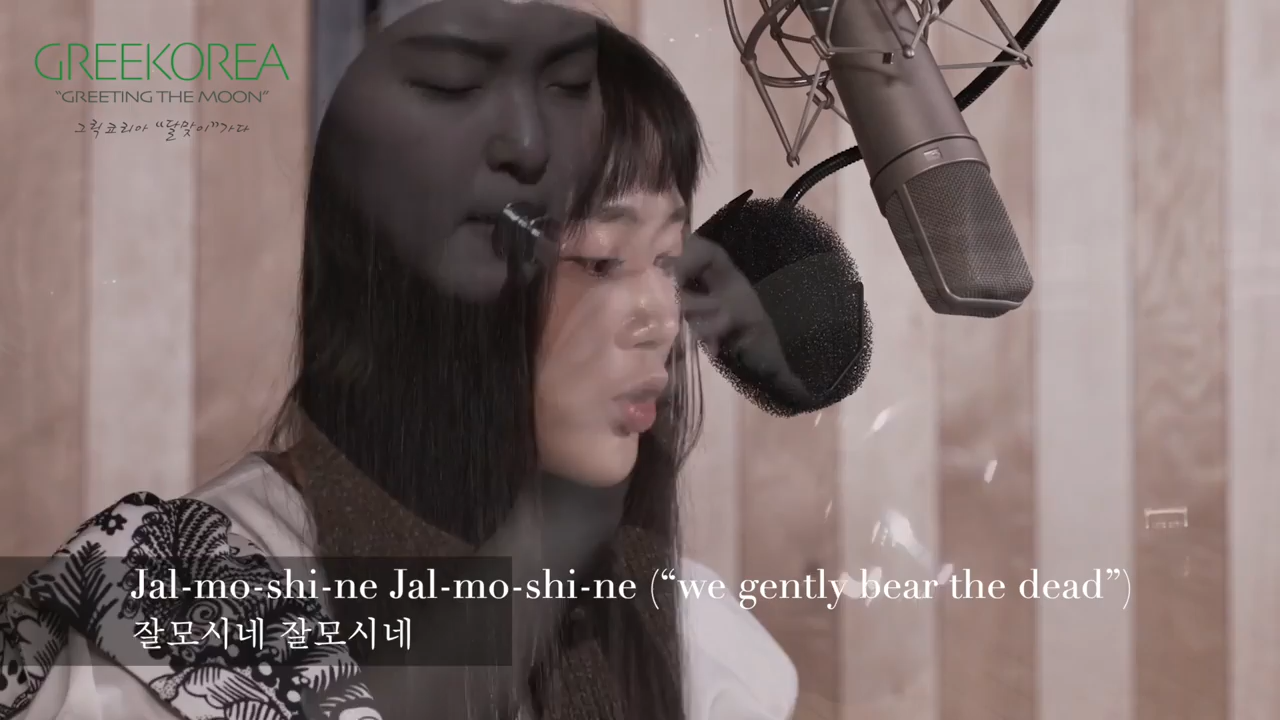 GREEKOREA
“GREETING THE MOON”
그릭코리아 “달맞이”가다
Jal-mo-shi-ne Jal-mo-shi-ne (“we gently bear the dead”)
잘모시네 잘모시네